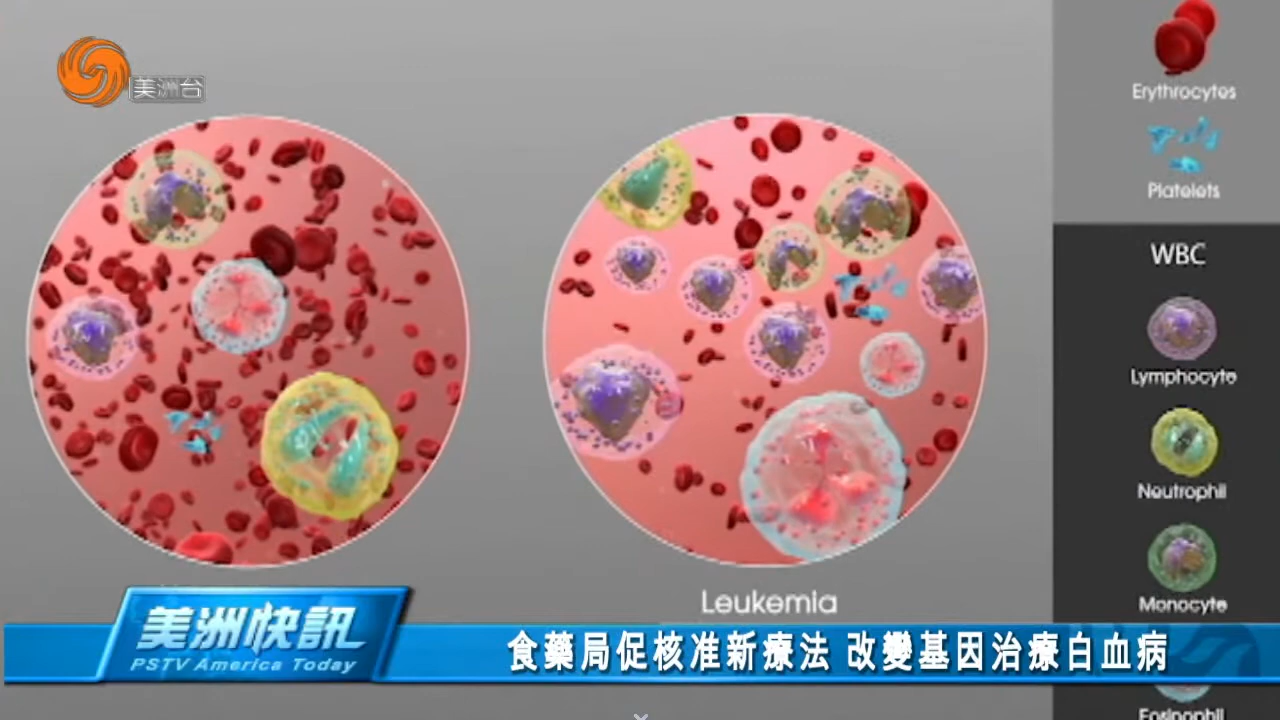 美洲台
Erythrocytes
Platelets
WBC
Lymphocyte
Neutrophil
Monocyte
Eosinophil
Leukemia
美洲快訊
PSTV America Today
食藥局促核准新療法 改變基因治療白血病